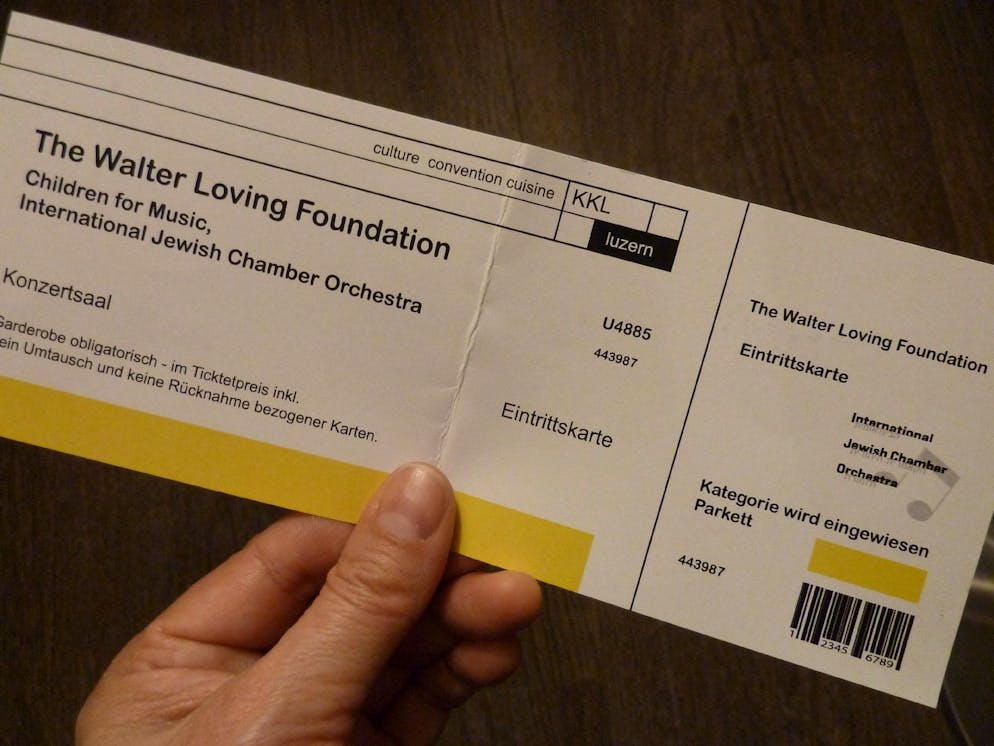 culture convention cuisine
KKL
luzern
The Walter Loving Foundation
Children for Music,
International Jewish Chamber Orchestra
Konzertsaal
Garderobe obligatorisch - im Ticktetpreis inkl.
ein Umtausch und keine Rücknahme bezogener Karten.
U4885
443987
Eintrittskarte
The Walter Loving Foundation
Eintrittskarte
International
Jewish Chamber
Orchestra
Kategorie wird eingewiesen
Parkett
443987
1 2345 6789